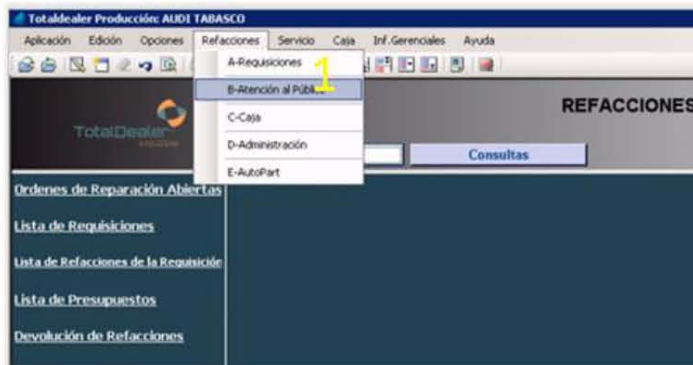 Totaldealer Producción: AUDI TABASCO
Aplicación Edición Opciones Refacciones Servicio Caja Inf.Gerenciales Ayuda
A-Requisiciones
1
B-Atención al Público
C-Caja
D-Administración
E-AutoPart
REFACCIONES
TotalDealer
Consultas
Ordenes de Reparación Abiertas
Lista de Requisiciones
Lista de Refacciones de la Requisición
Lista de Presupuestos
Devolución de Refacciones